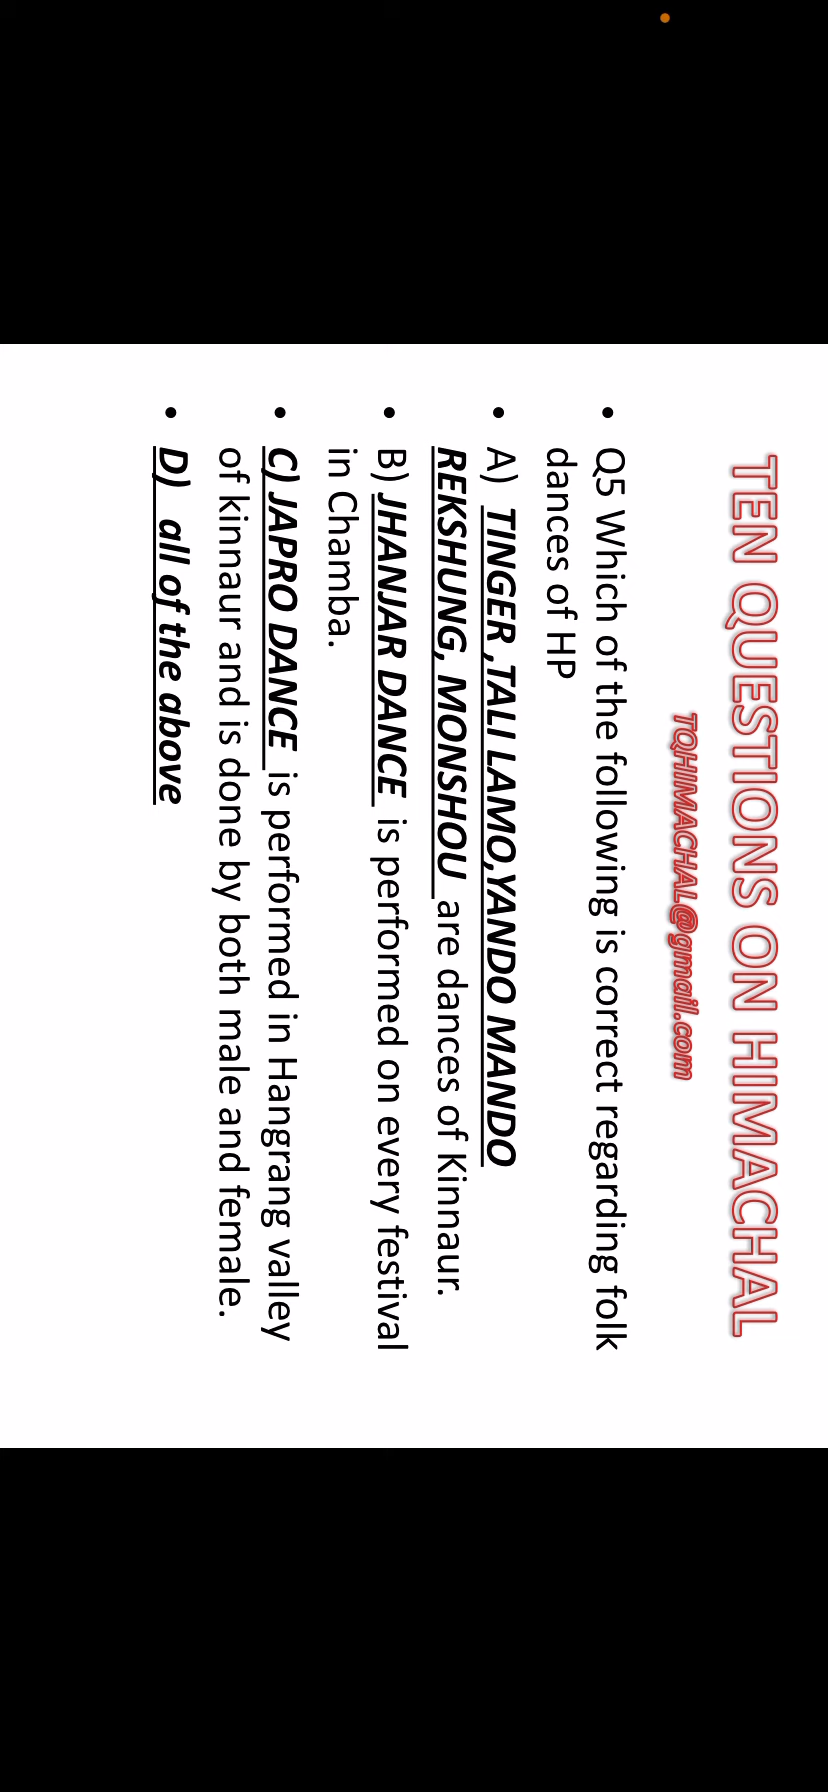 TEN QUESTIONS ON HIMACHAL
TQHIMACHAL@gmail.com
• Q5 Which of the following is correct regarding folk
dances of HP
• A) TINGER ,TALI LAMO,YANDO MANDO
REKSHUNG, MONSHOU are dances of Kinnaur.
• B) JHANJAR DANCE is performed on every festival
in Chamba.
• C) JAPRO DANCE is performed in Hangrang valley
of kinnaur and is done by both male and female.
• D) all of the above